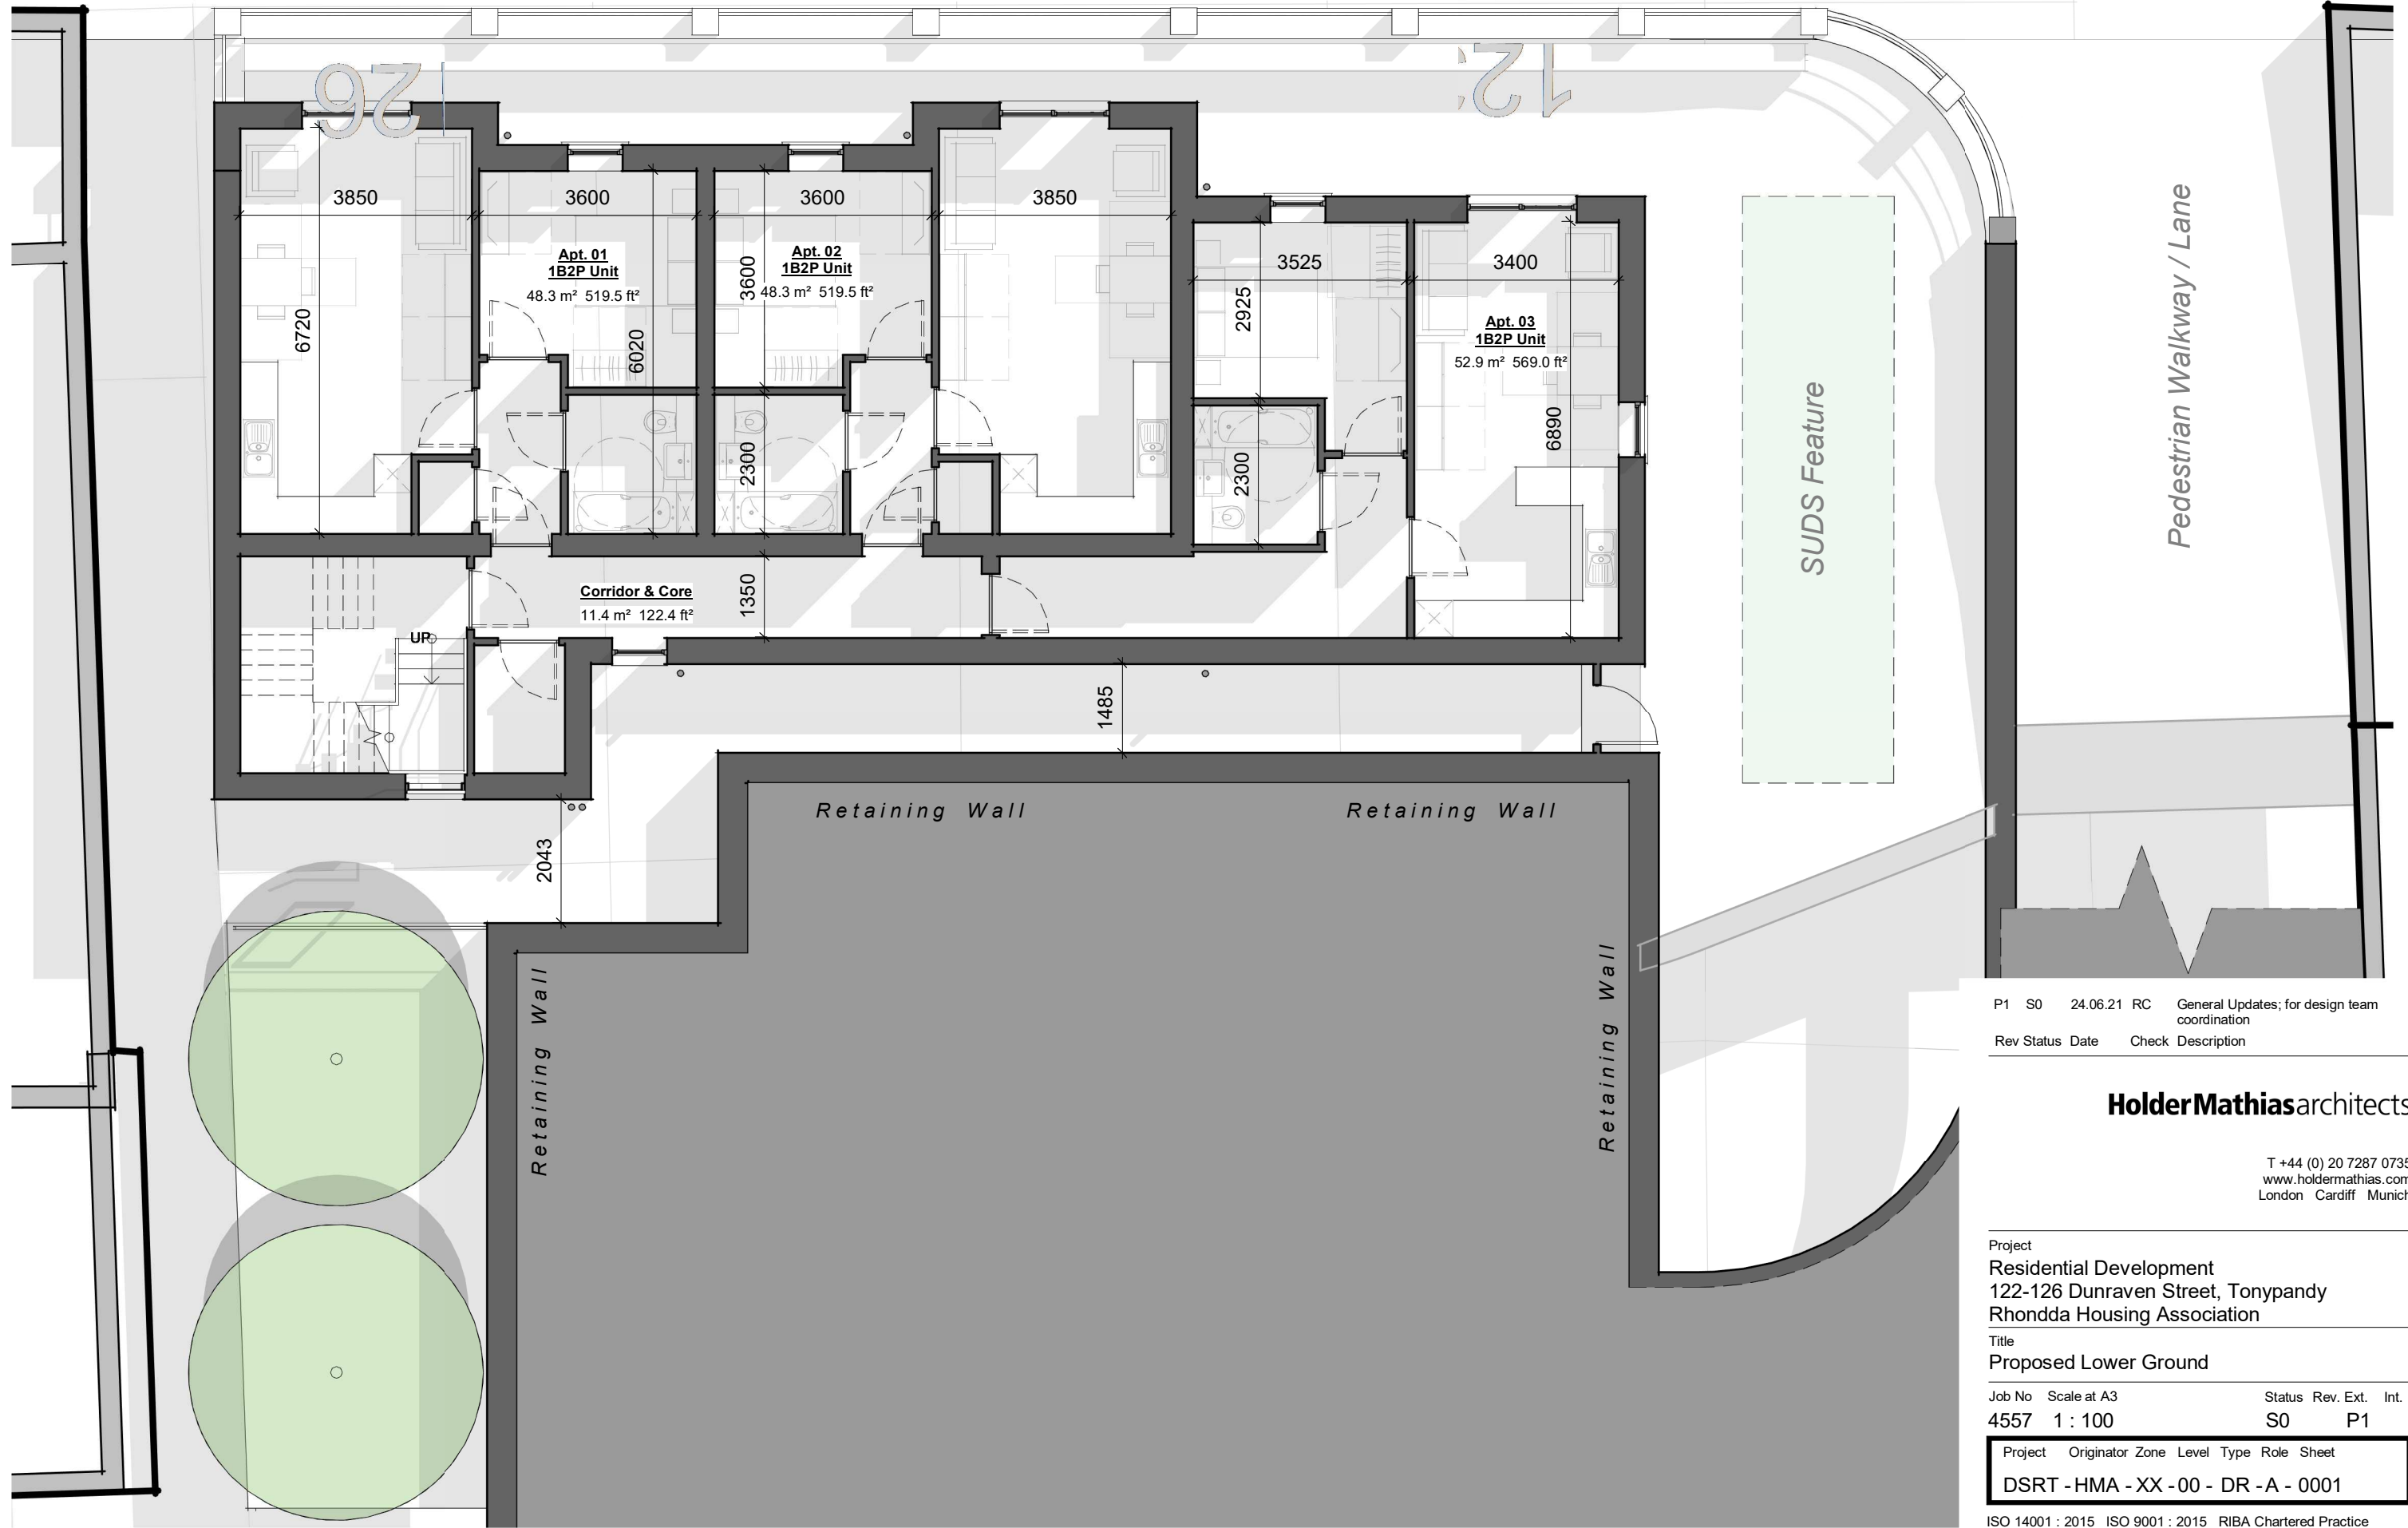 26
12
3850
3600
3600
3850
Apt. 01
1B2P Unit
48.3 m² 519.5 ft²
Apt. 02
1B2P Unit
48.3 m² 519.5 ft²
3600
6720
6020
2300
3525
3400
2925
Apt. 03
1B2P Unit
52.9 m² 569.0 ft²
6890
2300
SUDS Feature
Pedestrian Walkway / Lane
Corridor & Core
11.4 m² 122.4 ft²
1350
UP
1485
2043
Retaining Wall
Retaining Wall
Retaining Wall
Retaining Wall
P1 S0 24.06.21 RC General Updates; for design team
coordination
Rev Status Date Check Description
HolderMathiasarchitects
T +44 (0) 20 7287 0735
www.holdermathias.com
London Cardiff Munich
Project
Residential Development
122-126 Dunraven Street, Tonypandy
Rhondda Housing Association
Title
Proposed Lower Ground
Job No Scale at A3 Status Rev. Ext. Int.
4557 1 : 100 S0 P1
Project Originator Zone Level Type Role Sheet
DSRT - HMA - XX - 00 - DR - A - 0001
ISO 14001 : 2015 ISO 9001 : 2015 RIBA Chartered Practice